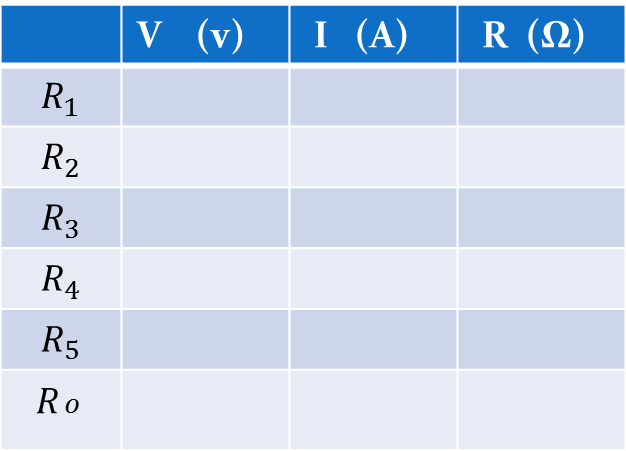 V (v) I (A) R (Ω)
R₁
R₂
R₃
R₄
R₅
Ro